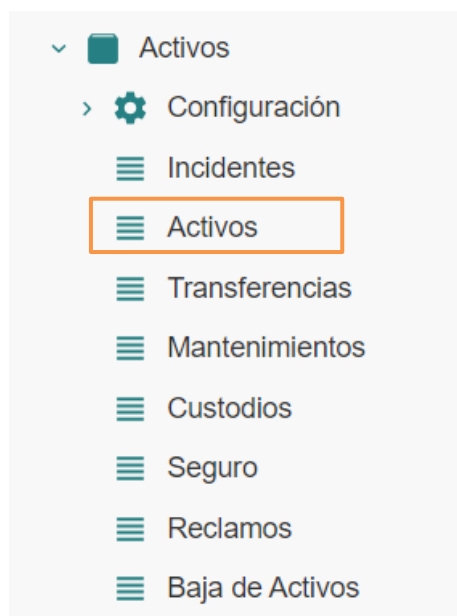 Activos
Configuración
Incidentes
Activos
Transferencias
Mantenimientos
Custodios
Seguro
Reclamos
Baja de Activos